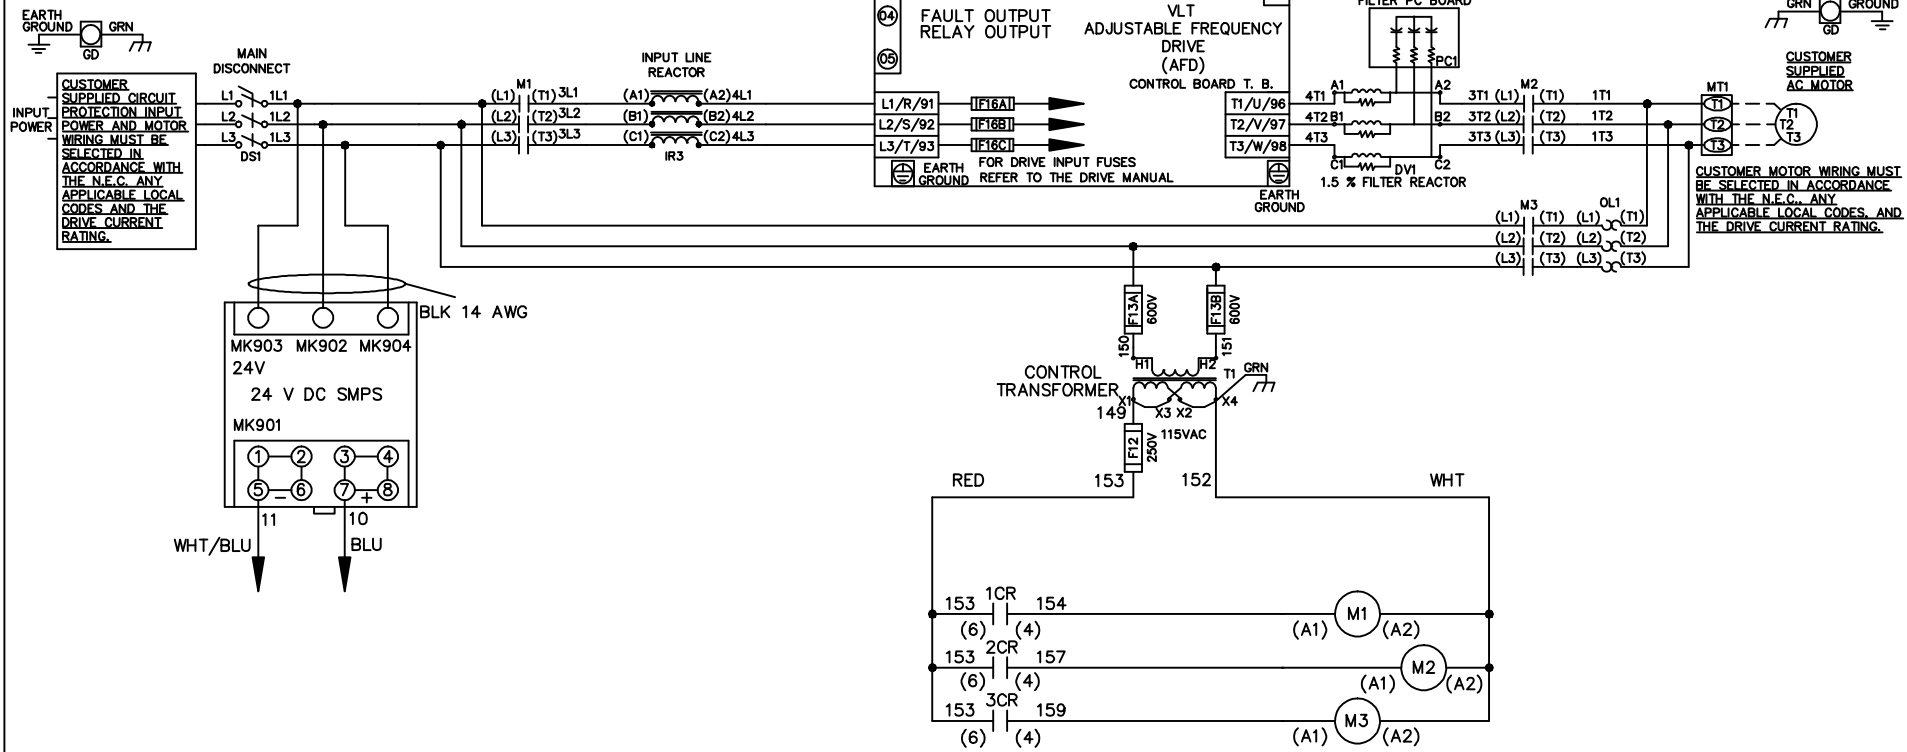 EARTH
GROUND
GRN
GD
MAIN
DISCONNECT
INPUT
POWER
CUSTOMER
SUPPLIED CIRCUIT
PROTECTION INPUT
POWER AND MOTOR
WIRING MUST BE
SELECTED IN
ACCORDANCE WITH
THE N.E.C. ANY
APPLICABLE LOCAL
CODES AND THE
DRIVE CURRENT
RATING.
L1 1L1
L2 1L2
L3 1L3
DS1
M1
(L1) (T1) 3L1
(L2) (T2) 3L2
(L3) (T3) 3L3
INPUT LINE
REACTOR
(A1) (A2) 4L1
(B1) (B2) 4L2
(C1) (C2) 4L3
IR3
04
05
FAULT OUTPUT
RELAY OUTPUT
VLT
ADJUSTABLE FREQUENCY
DRIVE
(AFD)
CONTROL BOARD T. B.
L1/R/91 F16A T1/U/96
L2/S/92 F16B T2/V/97
L3/T/93 F16C T3/W/98
EARTH
GROUND
FOR DRIVE INPUT FUSES
REFER TO THE DRIVE MANUAL
EARTH
GROUND
FILTER PC BOARD
PC1
4T1 A1 A2
4T2 B1 B2
4T3
C1 C2
DV1
1.5 % FILTER REACTOR
M2
3T1 (L1) (T1) 1T1
3T2 (L2) (T2) 1T2
3T3 (L3) (T3) 1T3
GRN GROUND
GD
CUSTOMER
SUPPLIED
AC MOTOR
MT1
T1
T2
T3
T1
T2
T3
CUSTOMER MOTOR WIRING MUST
BE SELECTED IN ACCORDANCE
WITH THE N.E.C., ANY
APPLICABLE LOCAL CODES, AND
THE DRIVE CURRENT RATING.
M3 OL1
(L1) (T1) (L1) (T1)
(L2) (T2) (L2) (T2)
(L3) (T3) (L3) (T3)
BLK 14 AWG
MK903 MK902 MK904
24V
24 V DC SMPS
MK901
1 2 3 4
5 - 6 7 + 8
11 10
WHT/BLU BLU
F13A 600V
F13B 600V
150 151
H1 H2
CONTROL
TRANSFORMER
T1 GRN
X1 X3 X2 X4
149
115VAC
F12 250V
RED 153 152 WHT
1CR
153 154
(6) (4)
M1
(A1) (A2)
2CR
153 157
(6) (4)
M2
(A1) (A2)
3CR
153 159
(6) (4)
M3
(A1) (A2)